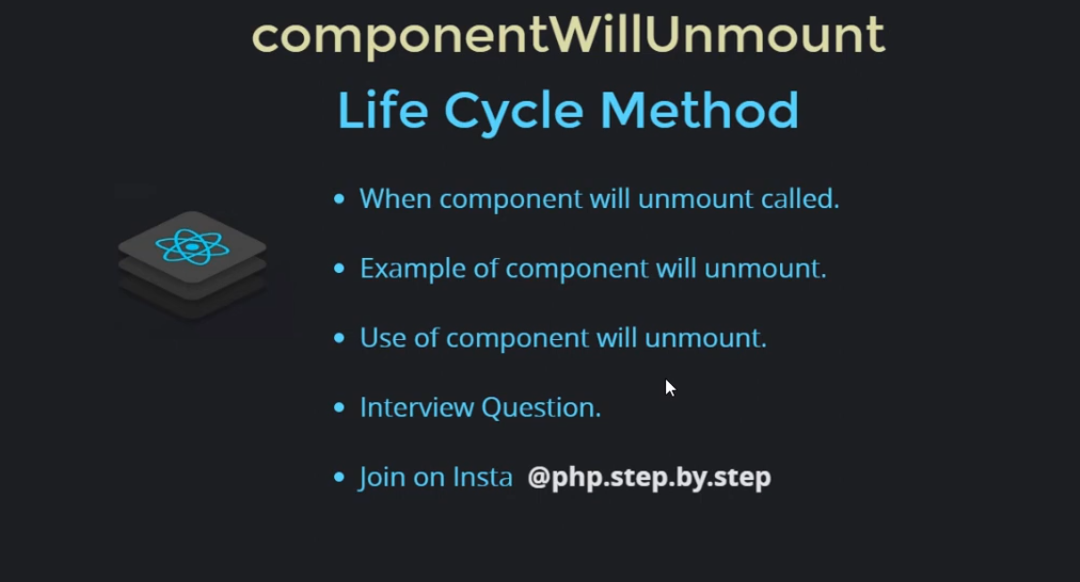 componentWillUnmount
Life Cycle Method
• When component will unmount called.
• Example of component will unmount.
• Use of component will unmount.
• Interview Question.
• Join on Insta @php.step.by.step